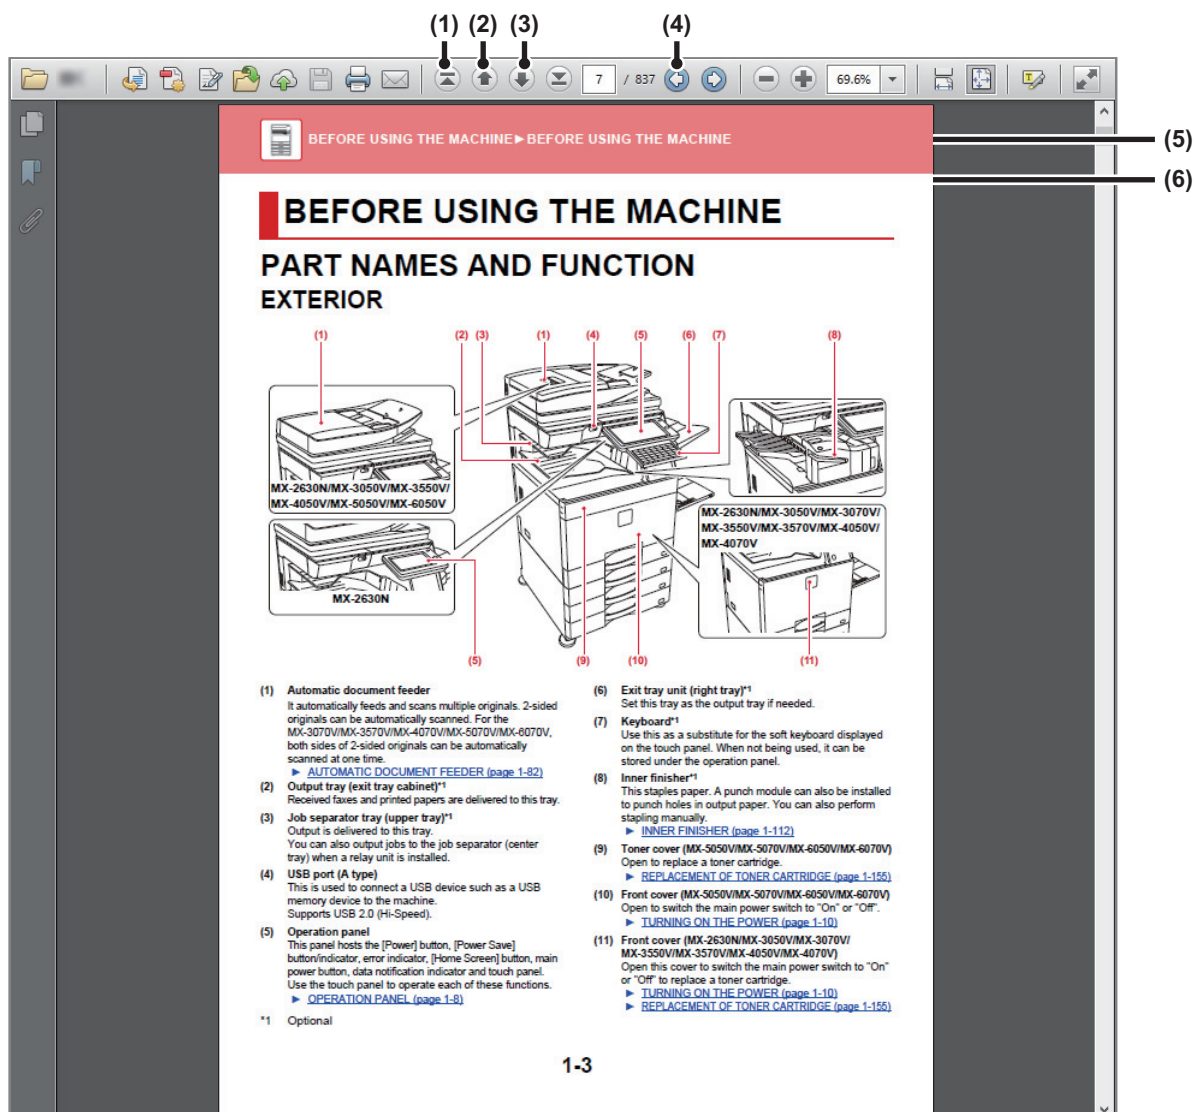 (1) (2) (3) (4)
7 / 837 69.6%
(5)
(6)
BEFORE USING THE MACHINE►BEFORE USING THE MACHINE
BEFORE USING THE MACHINE
PART NAMES AND FUNCTION
EXTERIOR
(1) (2) (3) (1) (4) (5) (6) (7) (8)
(3)
(2)
MX-2630N/MX-3050V/MX-3550V/
MX-4050V/MX-5050V/MX-6050V
MX-2630N
MX-2630N/MX-3050V/MX-3070V/
MX-3550V/MX-3570V/MX-4050V/
MX-4070V
(5) (9) (10) (11)
(1) Automatic document feeder
It automatically feeds and scans multiple originals. 2-sided
originals can be automatically scanned. For the
MX-3070V/MX-3570V/MX-4070V/MX-5070V/MX-6070V,
both sides of 2-sided originals can be automatically
scanned at one time.
► AUTOMATIC DOCUMENT FEEDER (page 1-82)
(2) Output tray (exit tray cabinet)*1
Received faxes and printed papers are delivered to this tray.
(3) Job separator tray (upper tray)*1
Output is delivered to this tray.
You can also output jobs to the job separator (center
tray) when a relay unit is installed.
(4) USB port (A type)
This is used to connect a USB device such as a USB
memory device to the machine.
Supports USB 2.0 (Hi-Speed).
(5) Operation panel
This panel hosts the [Power] button, [Power Save]
button/indicator, error indicator, [Home Screen] button, main
power button, data notification indicator and touch panel.
Use the touch panel to operate each of these functions.
► OPERATION PANEL (page 1-8)
*1 Optional
(6) Exit tray unit (right tray)*1
Set this tray as the output tray if needed.
(7) Keyboard*1
Use this as a substitute for the soft keyboard displayed
on the touch panel. When not being used, it can be
stored under the operation panel.
(8) Inner finisher*1
This staples paper. A punch module can also be installed
to punch holes in output paper. You can also perform
stapling manually.
► INNER FINISHER (page 1-112)
(9) Toner cover (MX-5050V/MX-5070V/MX-6050V/MX-6070V)
Open to replace a toner cartridge.
► REPLACEMENT OF TONER CARTRIDGE (page 1-155)
(10) Front cover (MX-5050V/MX-5070V/MX-6050V/MX-6070V)
Open to switch the main power switch to "On" or "Off".
► TURNING ON THE POWER (page 1-10)
(11) Front cover (MX-2630N/MX-3050V/MX-3070V/
MX-3550V/MX-3570V/MX-4050V/MX-4070V)
Open this cover to switch the main power switch to "On"
or "Off" to replace a toner cartridge.
► TURNING ON THE POWER (page 1-10)
► REPLACEMENT OF TONER CARTRIDGE (page 1-155)
1-3